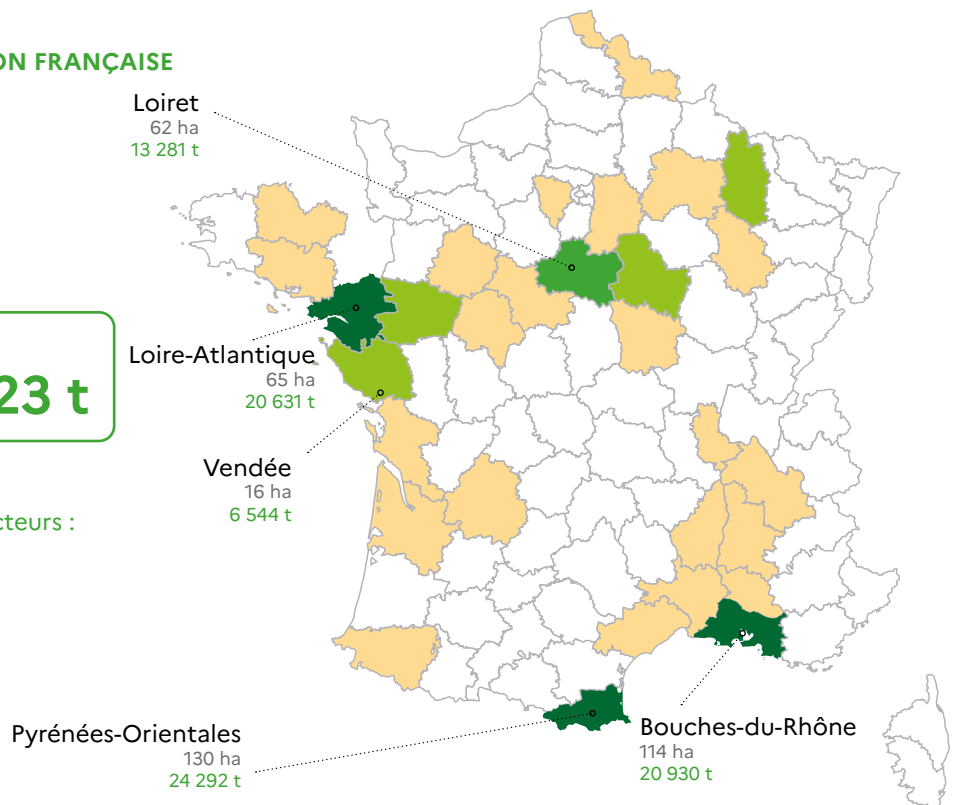 ON FRANÇAISE
Loiret
62 ha
13 281 t
23 t
Loire-Atlantique
65 ha
20 631 t
Vendée
16 ha
6 544 t
cteurs :
Pyrénées-Orientales
130 ha
24 292 t
Bouches-du-Rhône
114 ha
20 930 t